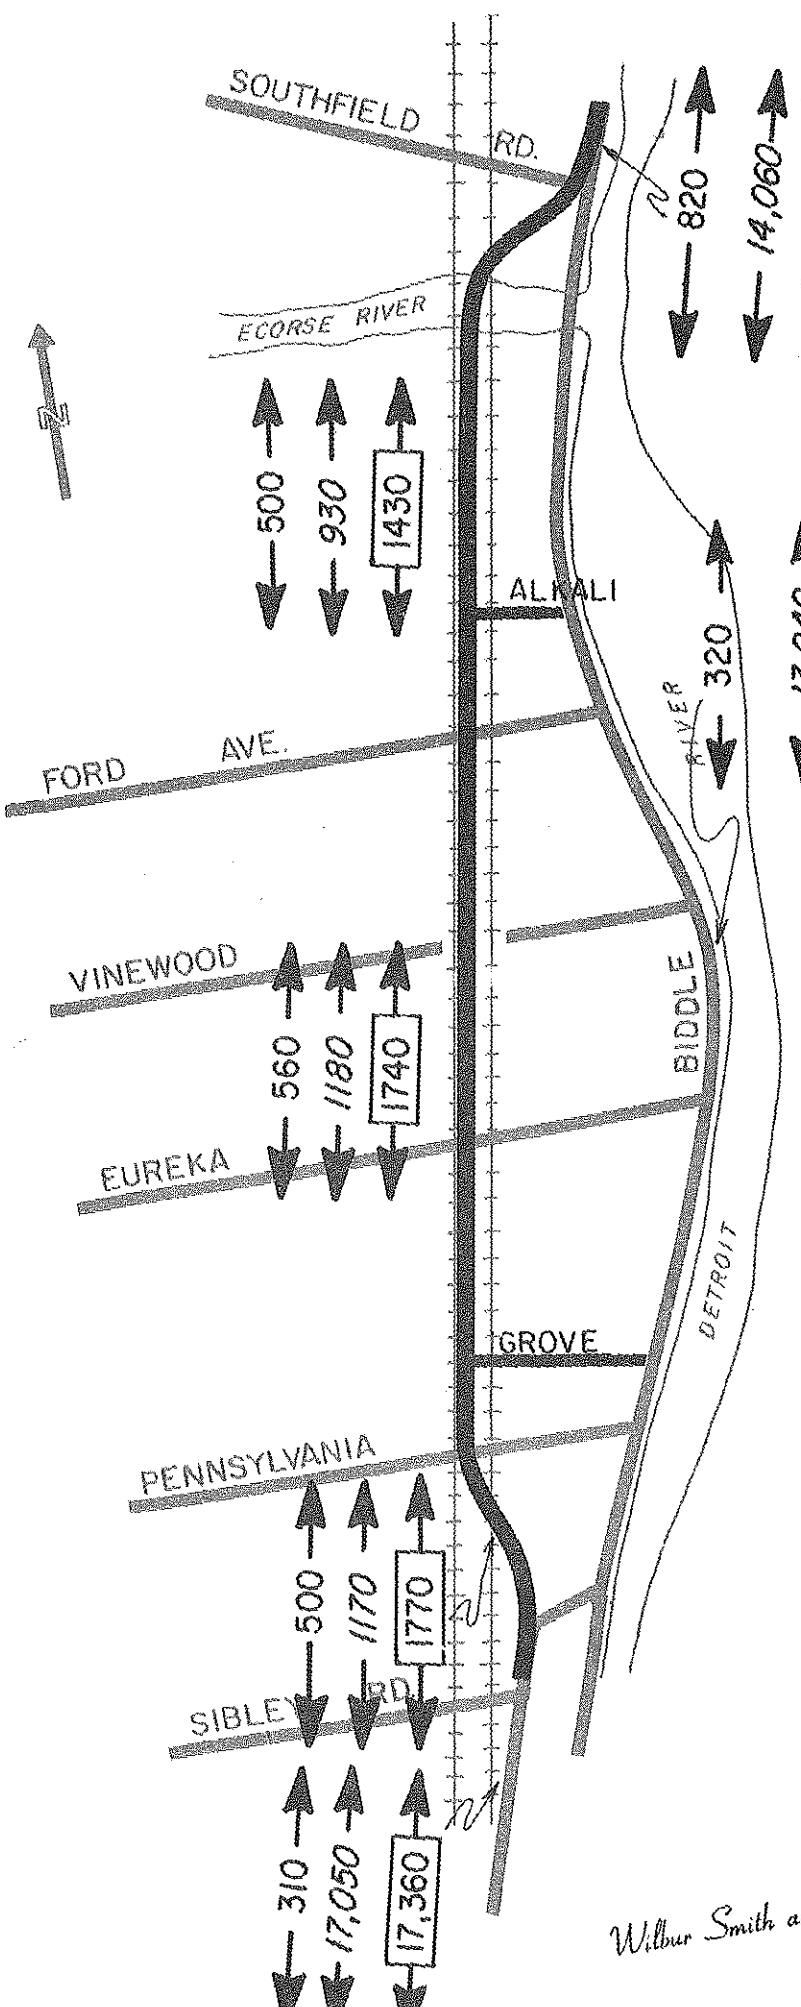 SOUTHFIELD RD.
820
14,060
ECORSE RIVER
N
500
930
1430
ALKALI
320
RIVER
FORD AVE.
VINEWOOD
560
1180
1740
BIDDLE
EUREKA
DETROIT
GROVE
PENNSYLVANIA
500
1170
1770
SIBLEY RD.
310
17,050
17,360
Wilbur Smith a